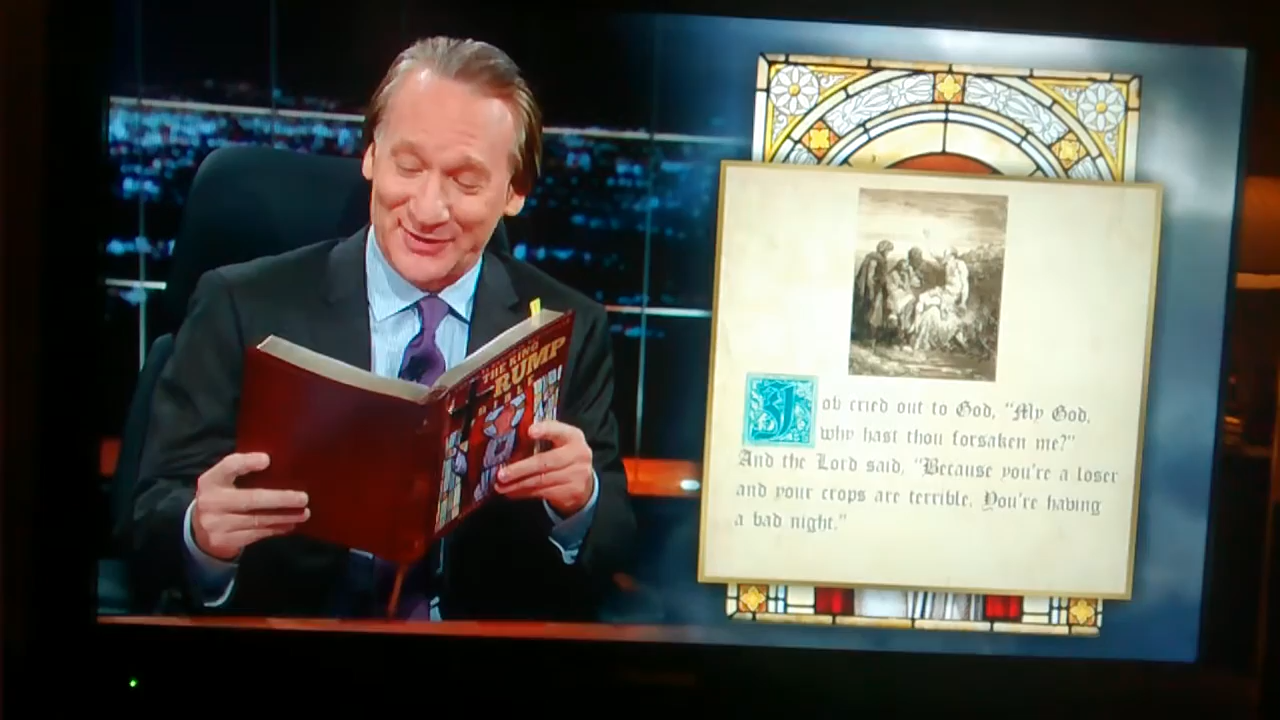 THE KING
RUMP
BIBL
Job cried out to God, "My God,
why hast thou forsaken me?"
And the Lord said, "Because you're a loser
and your crops are terrible. You're having
a bad night."